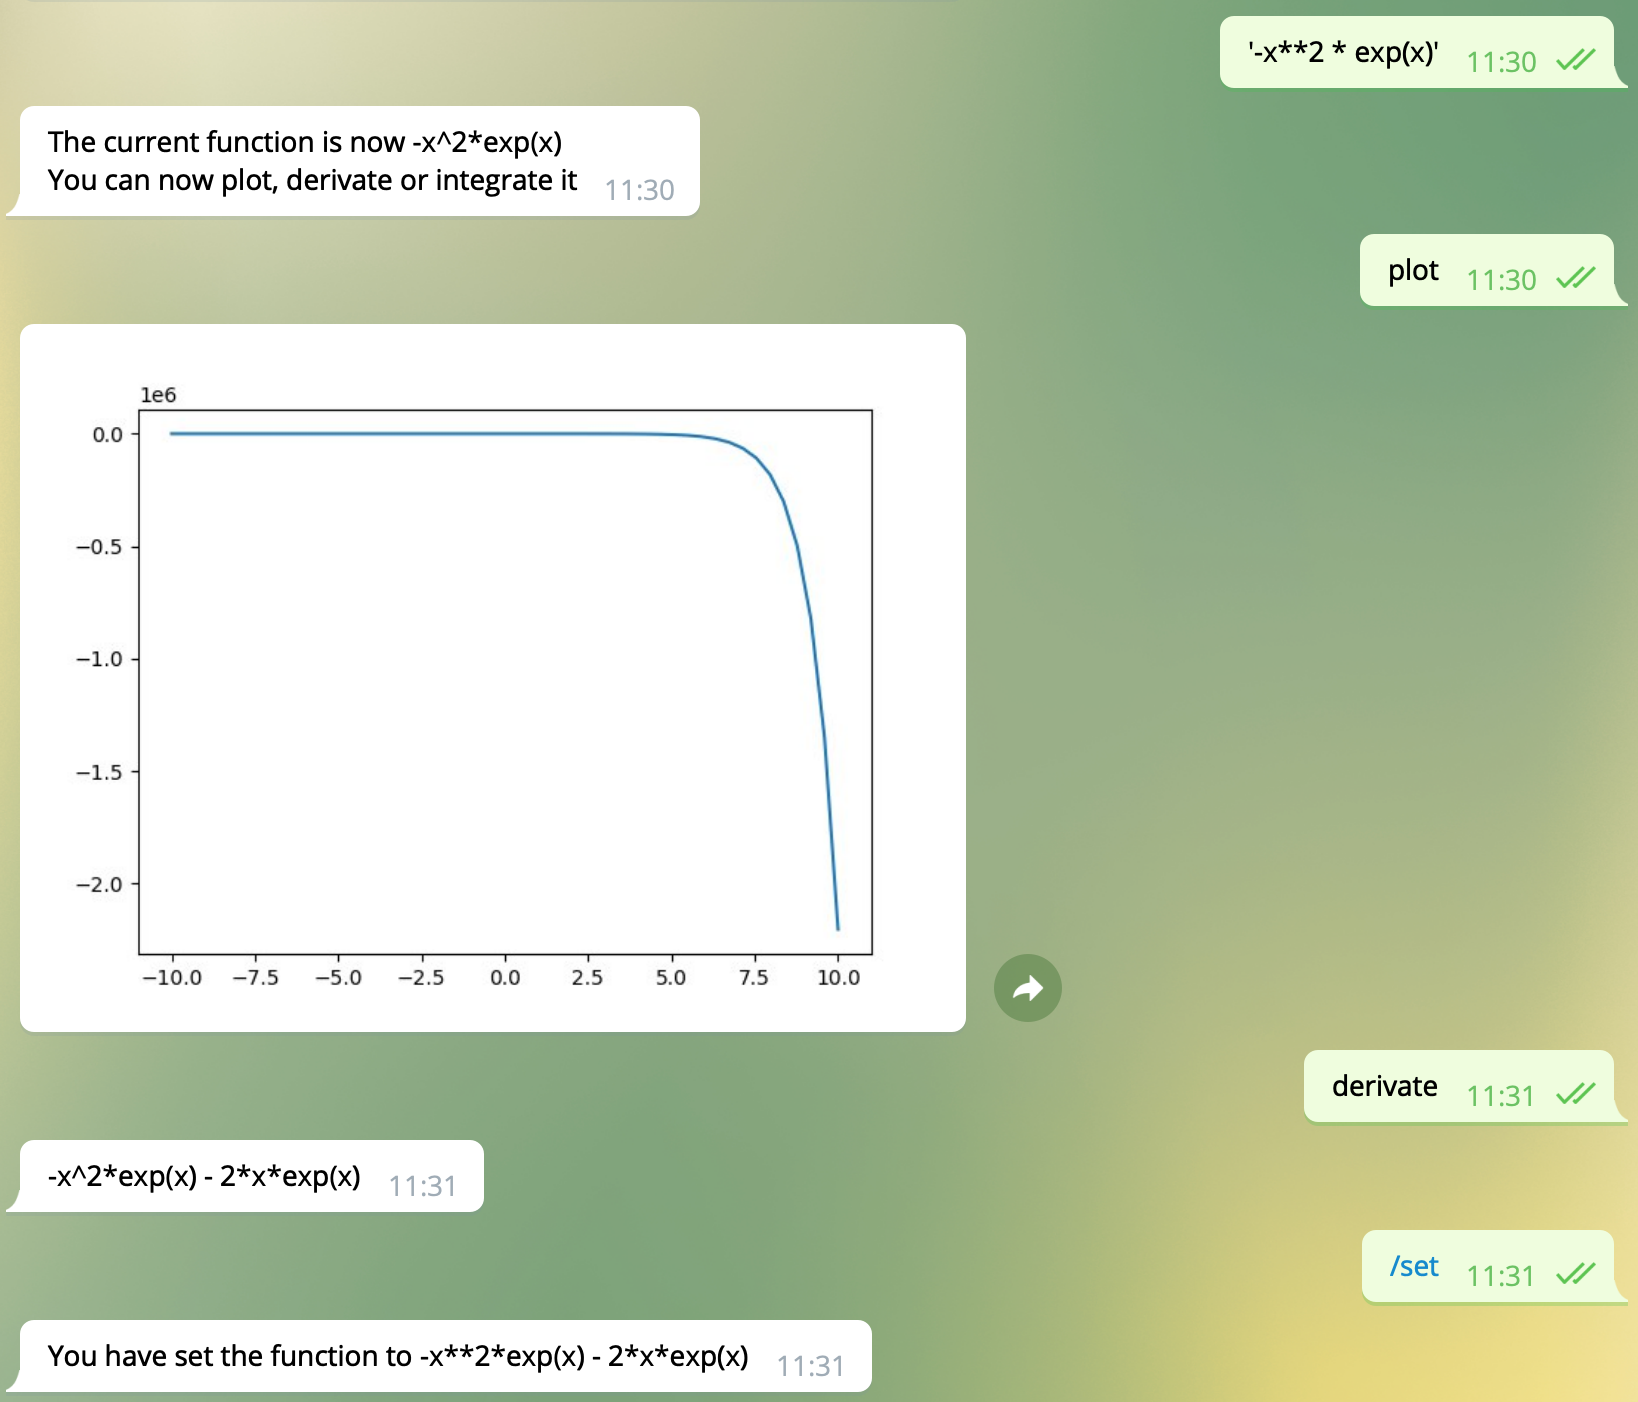 '-x**2 * exp(x)' 11:30
The current function is now -x^2*exp(x)
You can now plot, derivate or integrate it 11:30
plot 11:30
1e6
0.0
−0.5
−1.0
−1.5
−2.0
−10.0 −7.5 −5.0 −2.5 0.0 2.5 5.0 7.5 10.0
derivate 11:31
-x^2*exp(x) - 2*x*exp(x) 11:31
/set 11:31
You have set the function to -x**2*exp(x) - 2*x*exp(x) 11:31